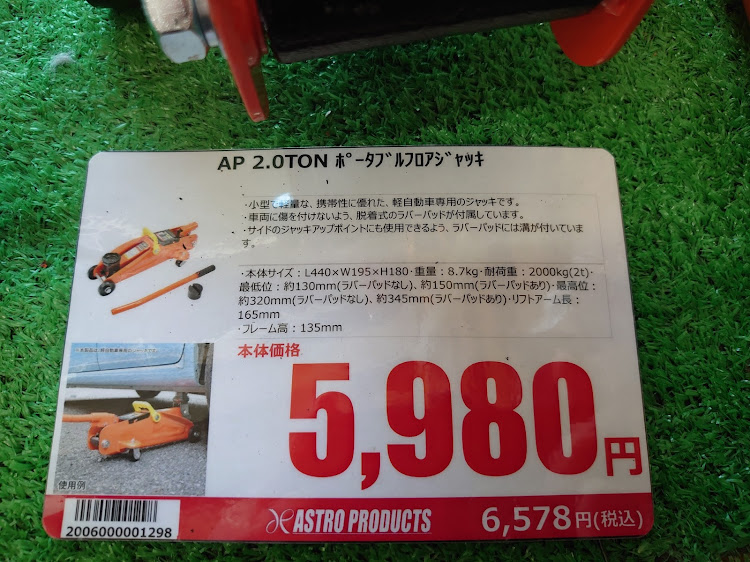 AP 2.0TON ﾎﾟｰﾀﾌﾞﾙﾌﾛｱｼﾞｬｯｷ
・小型で軽量な、携帯性に優れた、軽自動車専用のジャッキです。
・車両に傷を付けないよう、脱着式のラバーパッドが付属しています。
・サイドのジャッキアップポイントにも使用できるよう、ラバーパッドには溝が付いていま
す。
・本体サイズ：L440×W195×H180・重量：8.7kg・耐荷重：2000kg(2t)・
最低位：約130mm(ラバーパッドなし)、約150mm(ラバーパッドあり)・最高位：
約320mm(ラバーパッドなし)、約345mm(ラバーパッドあり)・リフトアーム長：
165mm
・フレーム高：135mm
本体価格
5,980円
使用例
2006000001298
ASTRO PRODUCTS
6,578円(税込)